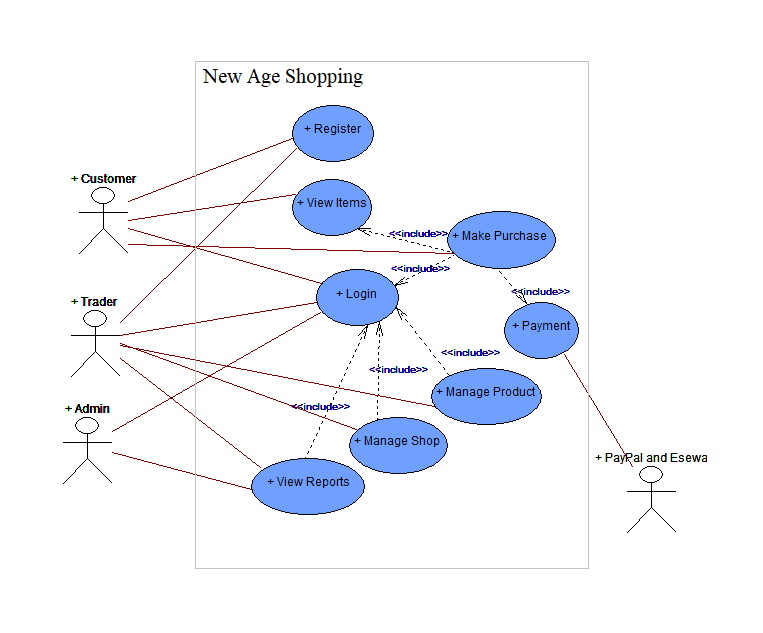 New Age Shopping
+ Register
+ Customer
+ View Items
<<include>>
+ Make Purchase
<<include>>
+ Login
<<include>>
+ Trader
+ Payment
<<include>>
<<include>>
+ Manage Product
<<include>>
+ Admin
+ Manage Shop
+ PayPal and Esewa
+ View Reports